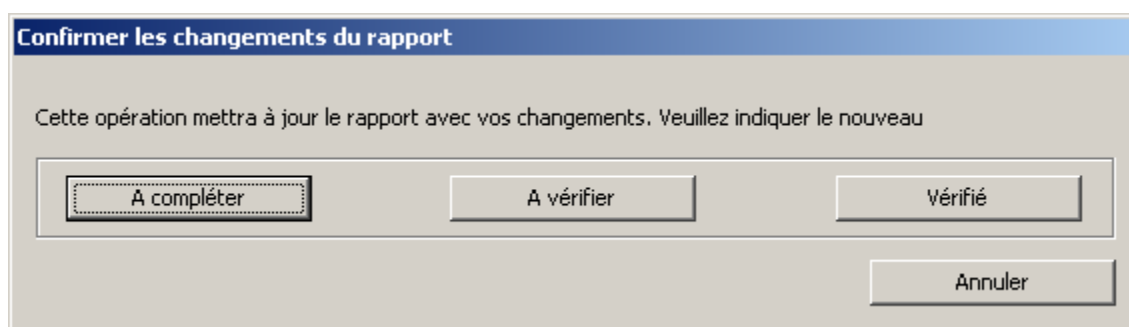 Confirmer les changements du rapport
Cette opération mettra à jour le rapport avec vos changements. Veuillez indiquer le nouveau
A compléter
A vérifier
Vérifié
Annuler